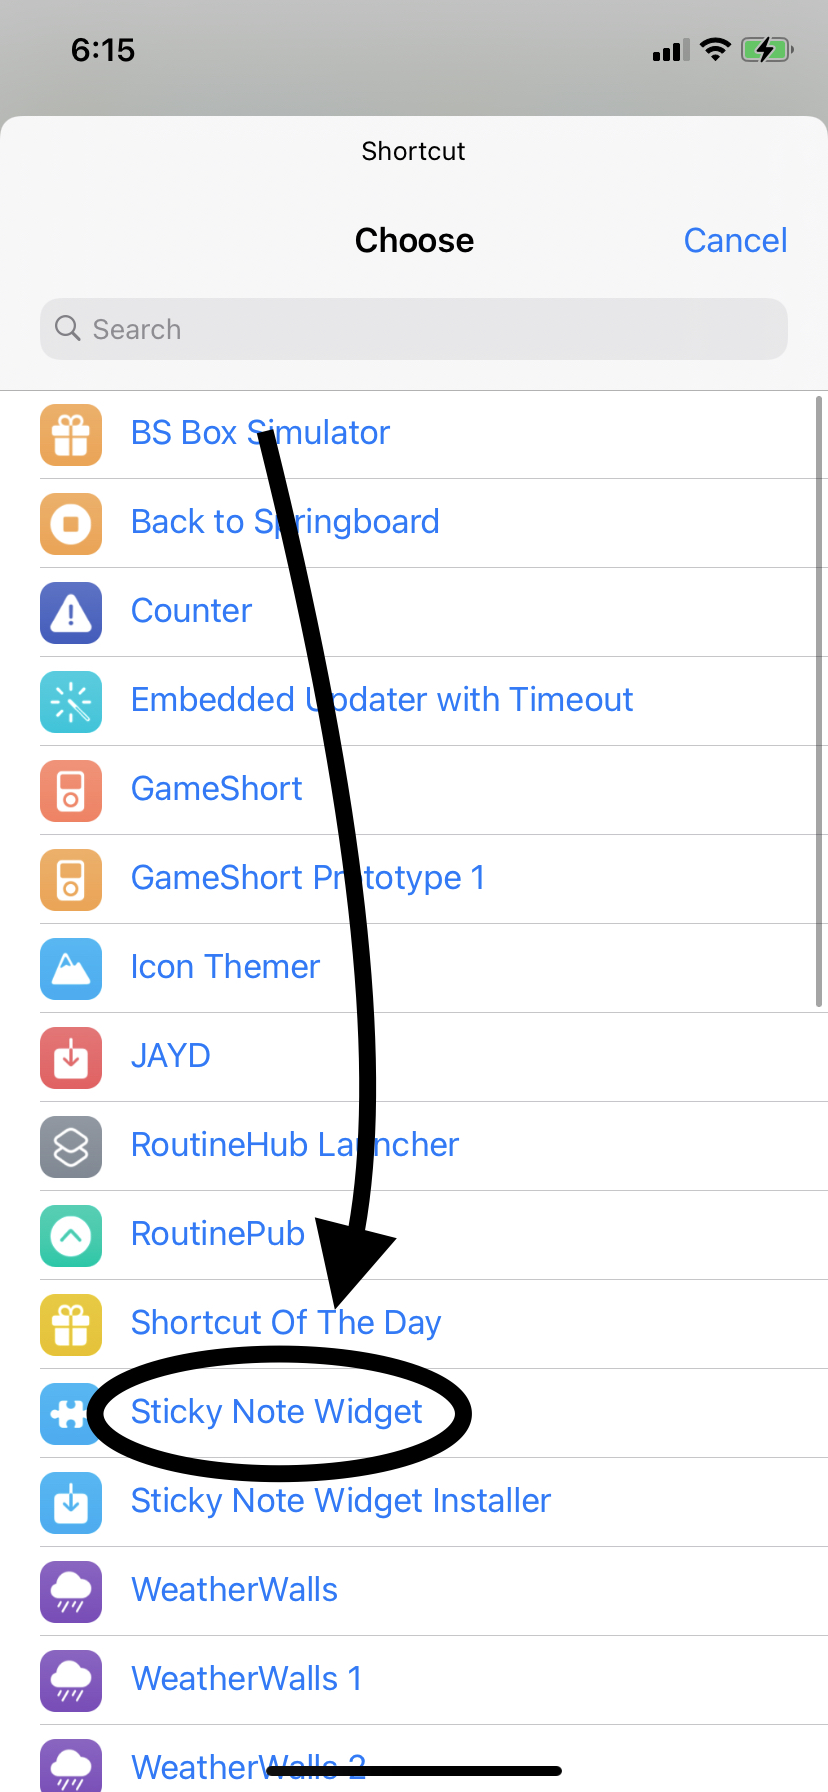 6:15
Shortcut
Choose
Cancel
Search
BS Box Simulator
Back to Springboard
Counter
Embedded Updater with Timeout
GameShort
GameShort Prototype 1
Icon Themer
JAYD
RoutineHub Launcher
RoutinePub
Shortcut Of The Day
Sticky Note Widget
Sticky Note Widget Installer
WeatherWalls
WeatherWalls 1
WeatherWalls 2